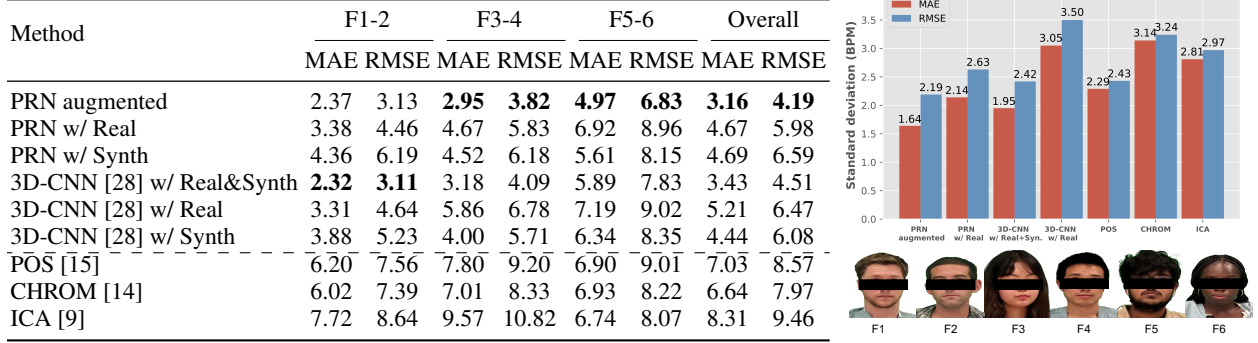 Method F1-2 F3-4 F5-6 Overall
MAE RMSE MAE RMSE MAE RMSE MAE RMSE
PRN augmented 2.37 3.13 2.95 3.82 4.97 6.83 3.16 4.19
PRN w/ Real 3.38 4.46 4.67 5.83 6.92 8.96 4.67 5.98
PRN w/ Synth 4.36 6.19 4.52 6.18 5.61 8.15 4.69 6.59
3D-CNN [28] w/ Real&Synth 2.32 3.11 3.18 4.09 5.89 7.83 3.43 4.51
3D-CNN [28] w/ Real 3.31 4.64 5.86 6.78 7.19 9.02 5.21 6.47
3D-CNN [28] w/ Synth 3.88 5.23 4.00 5.71 6.34 8.35 4.44 6.08
POS [15] 6.20 7.56 7.80 9.20 6.90 9.01 7.03 8.57
CHROM [14] 6.02 7.39 7.01 8.33 6.93 8.22 6.64 7.97
ICA [9] 7.72 8.64 9.57 10.82 6.74 8.07 8.31 9.46
Standard deviation (BPM)
MAE
RMSE
3.5
3.0
2.5
2.0
1.5
1.0
0.5
0.0
1.64 2.19 2.14 2.63 1.95 2.42 3.05 3.50 2.29 2.43 3.14 3.24 2.81 2.97
PRN PRN 3D-CNN 3D-CNN POS CHROM ICA
augmented w/ Real w/ Real+Syn. w/ Real
F1 F2 F3 F4 F5 F6